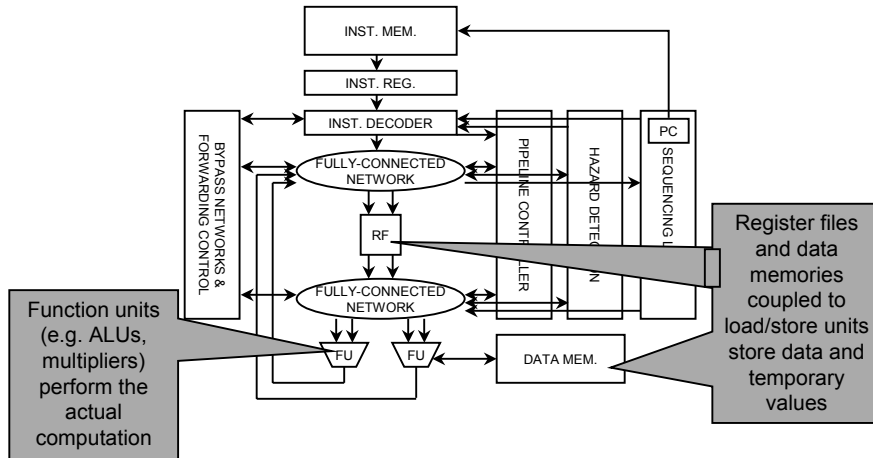 INST. MEM.
INST. REG.
INST. DECODER
PC
BYPASS NETWORKS &
FORWARDING CONTROL
FULLY-CONNECTED
NETWORK
RF
FULLY-CONNECTED
NETWORK
FU
FU
DATA MEM.
PIPELINE
HAZARD
SEQUENCING
Function units
(e.g. ALUs,
multipliers)
perform the
actual
computation
Register files
and data
memories
coupled to
load/store units
store data and
temporary
values